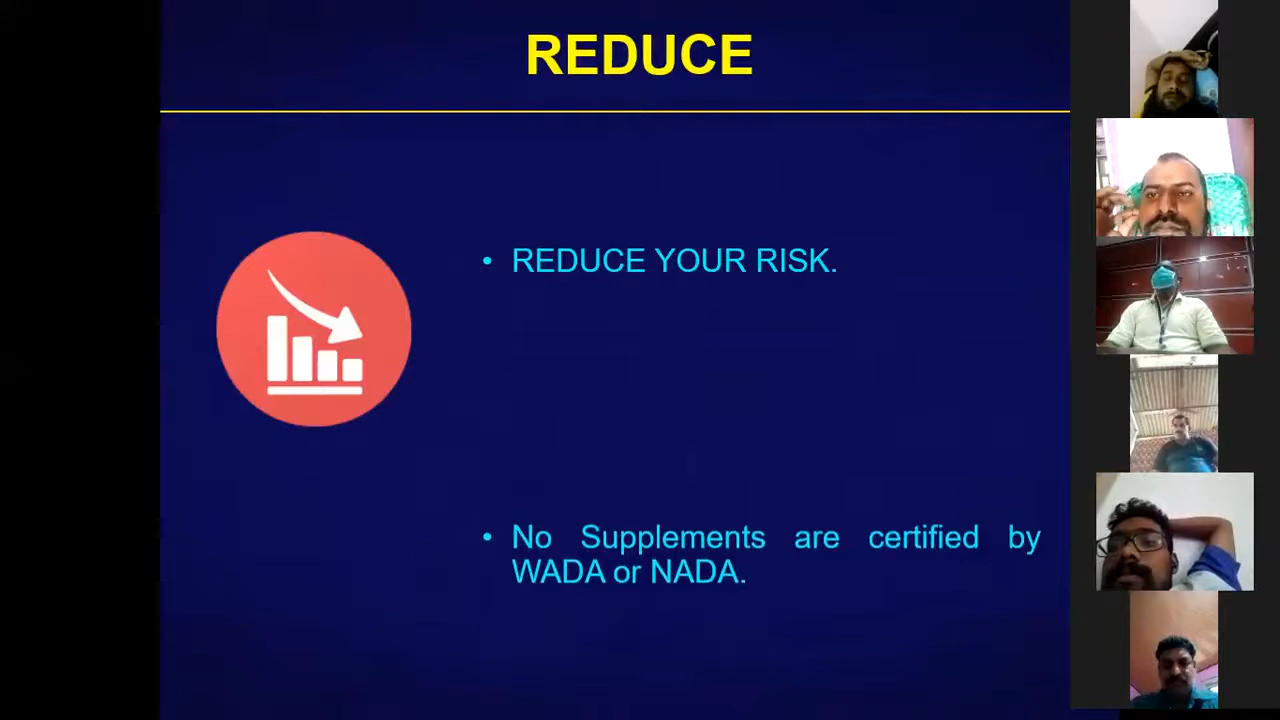 REDUCE
• REDUCE YOUR RISK.
• No Supplements are certified by
WADA or NADA.